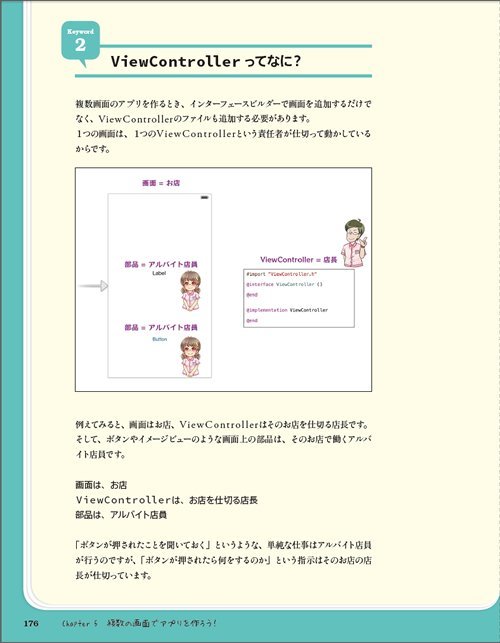 Keyword
2
ViewController ってなに？
複数画面のアプリを作るとき、インターフェースビルダーで画面を追加するだけで
なく、ViewControllerのファイルも追加する必要があります。
1つの画面は、1つのViewControllerという責任者が仕切って動かしている
からです。
画面 = お店
部品 = アルバイト店員
Label
ViewController = 店長
#import "ViewController.h"
@interface ViewController ()
@end
@implementation ViewController
@end
部品 = アルバイト店員
Button
例えてみると、画面はお店、ViewControllerはそのお店を仕切る店長です。
そして、ボタンやイメージビューのような画面上の部品は、そのお店で働くアルバ
イト店員です。
画面は、お店
ViewControllerは、お店を仕切る店長
部品は、アルバイト店員
「ボタンが押されたことを聞いておく」というような、単純な仕事はアルバイト店員
が行うのですが、「ボタンが押されたら何をするのか」という指示はそのお店の店
長が仕切っています。
176 Chapter 5 複数の画面でアプリを作ろう!